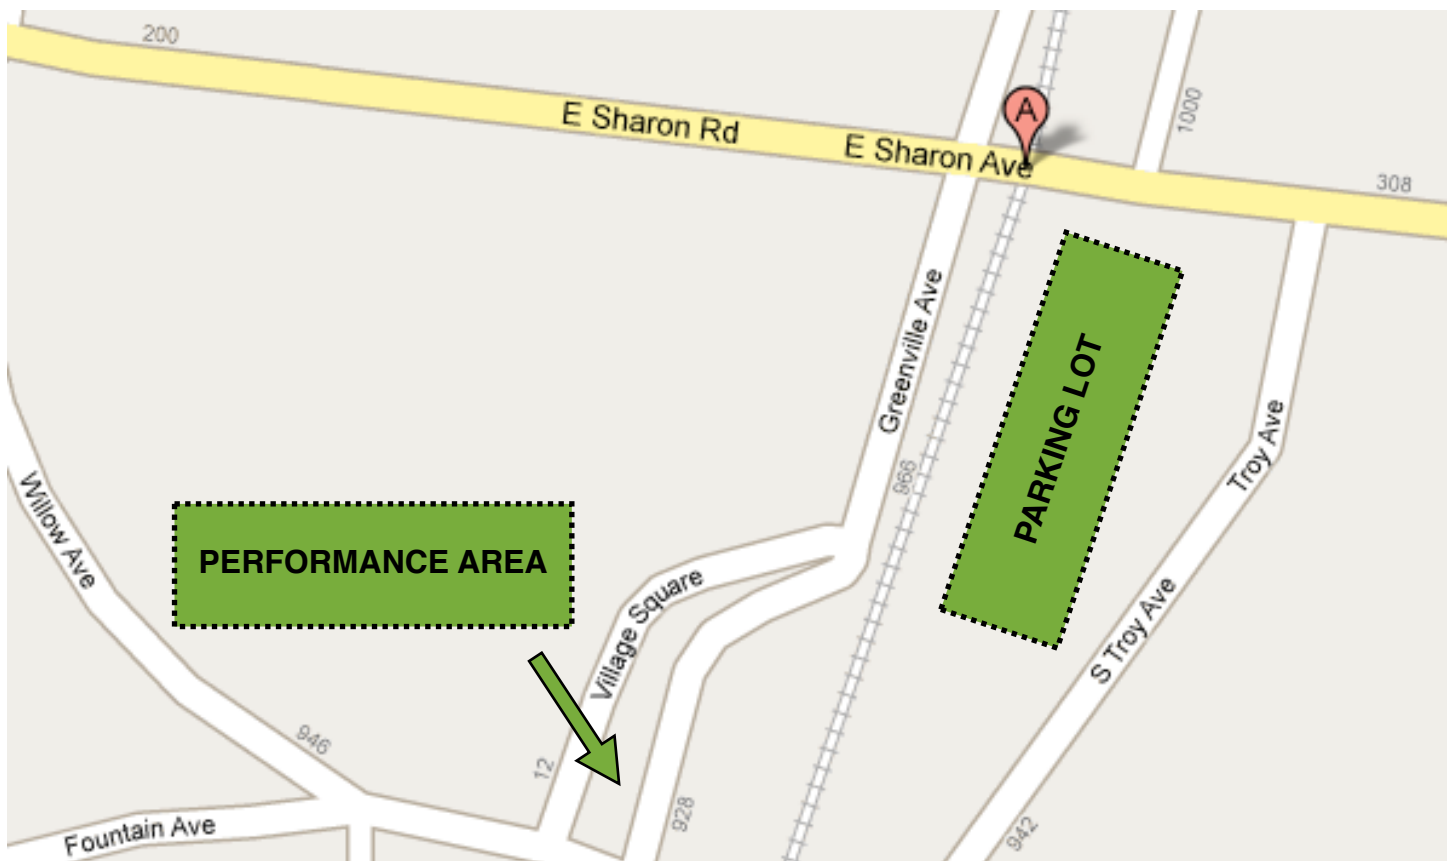 200
E Sharon Rd
E Sharon Ave
A
1000
308
Greenville Ave
966
PARKING LOT
Troy Ave
S Troy Ave
Willow Ave
PERFORMANCE AREA
Village Square
946
12
928
942
Fountain Ave